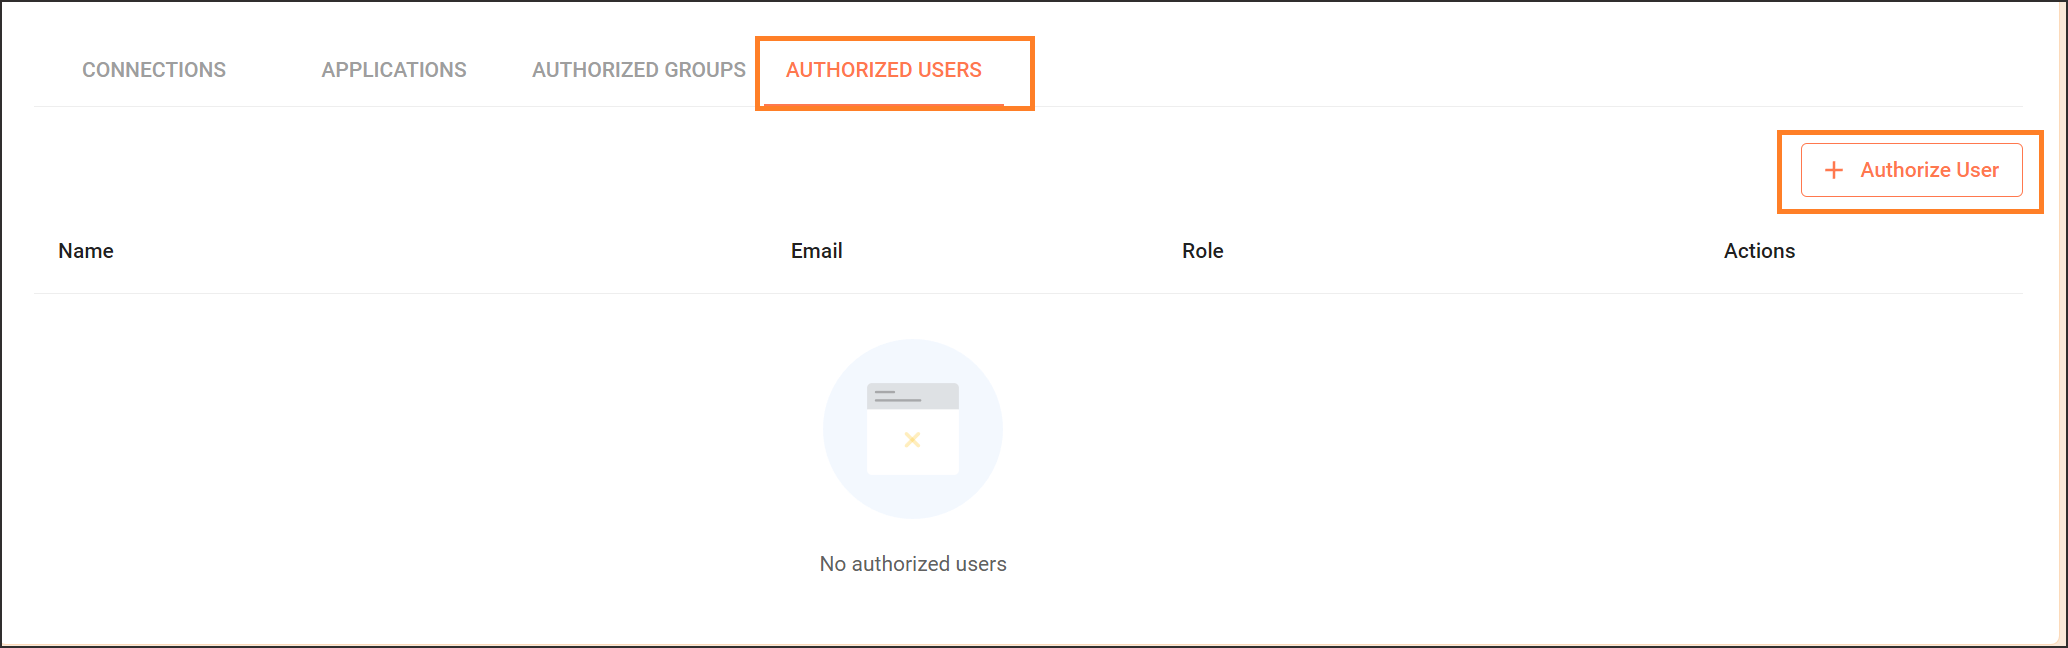 CONNECTIONS APPLICATIONS AUTHORIZED GROUPS AUTHORIZED USERS
+ Authorize User
Name Email Role Actions
No authorized users